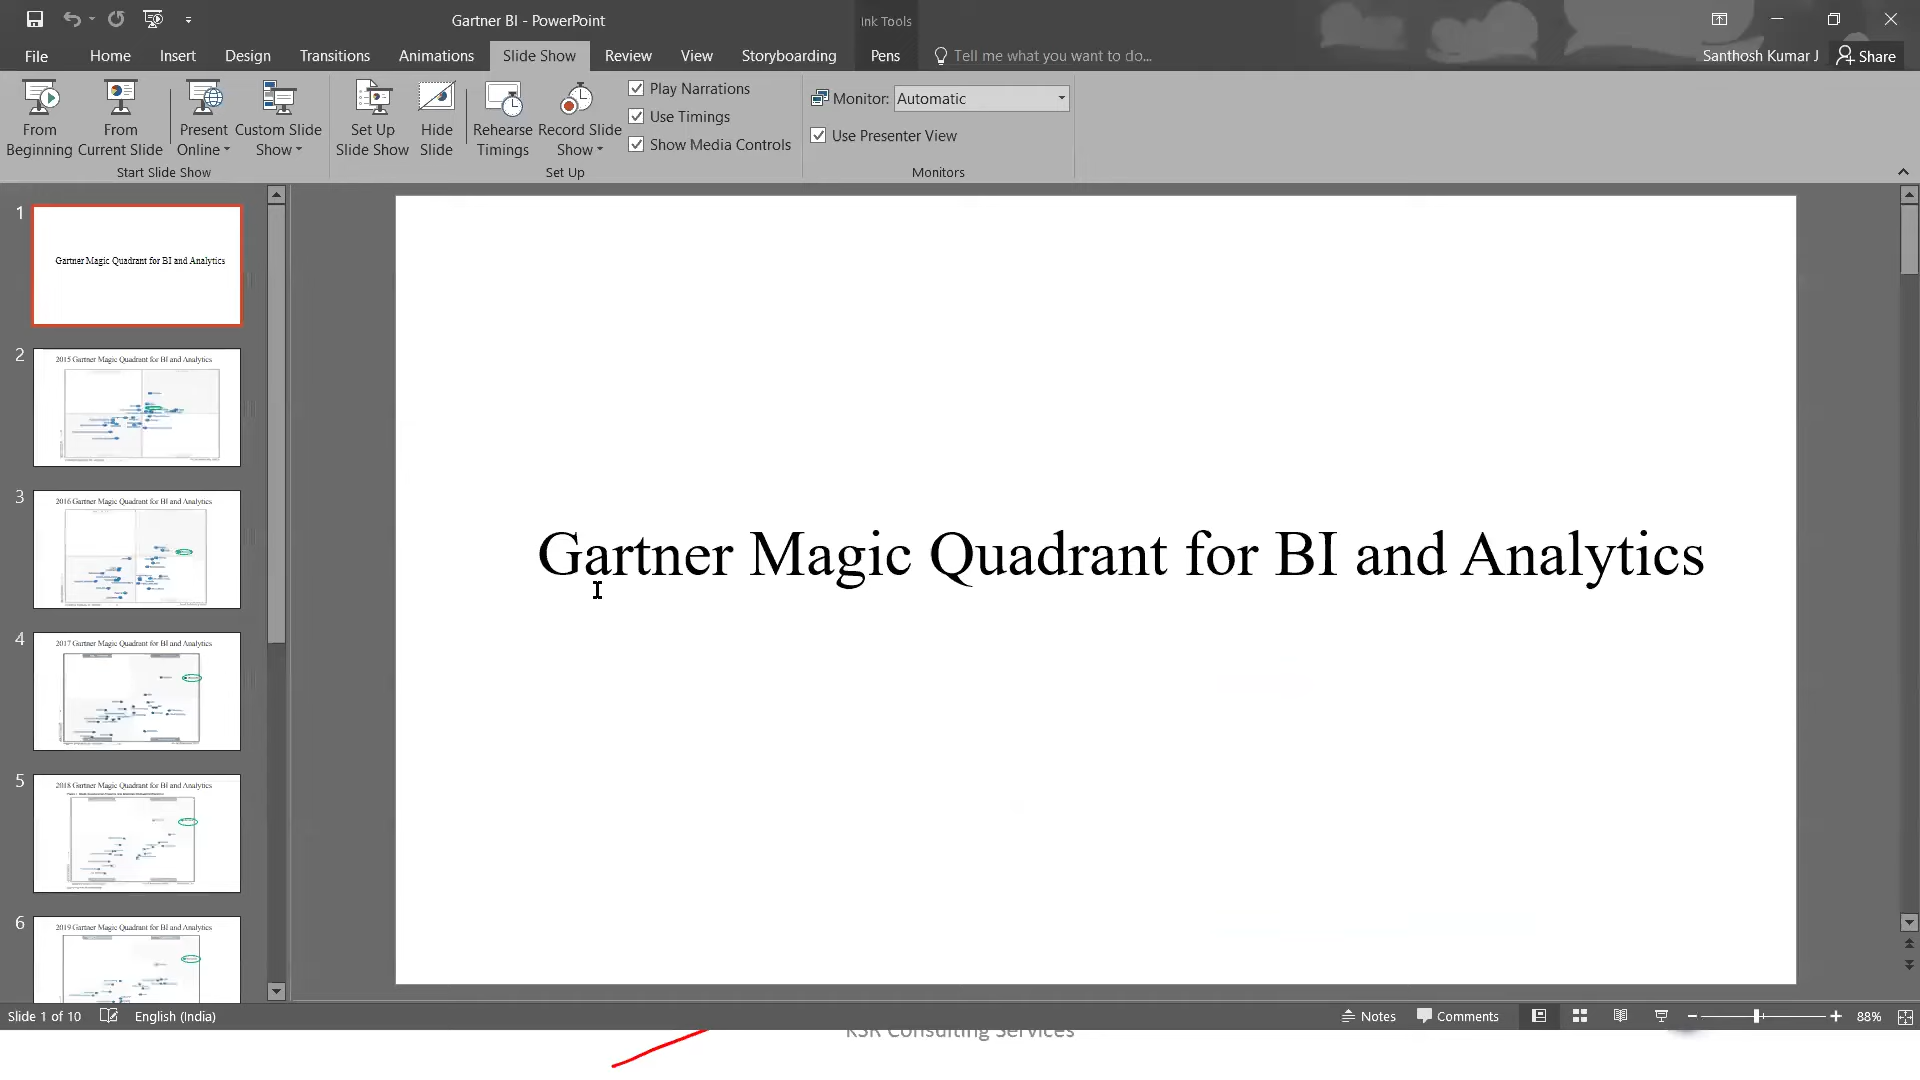 Gartner BI - PowerPoint
Ink Tools
File
Home
Insert
Design
Transitions
Animations
Slide Show
Review
View
Storyboarding
Pens
Tell me what you want to do...
Santhosh Kumar J
Share
From Beginning
From Current Slide
Present Online
Custom Slide Show
Start Slide Show
Set Up Slide Show
Hide Slide
Rehearse Timings
Record Slide Show
Play Narrations
Use Timings
Show Media Controls
Set Up
Monitor: Automatic
Use Presenter View
Monitors
1
Gartner Magic Quadrant for BI and Analytics
2
2015 Gartner Magic Quadrant for BI and Analytics
3
2016 Gartner Magic Quadrant for BI and Analytics
4
2017 Gartner Magic Quadrant for BI and Analytics
5
2018 Gartner Magic Quadrant for BI and Analytics
6
2019 Gartner Magic Quadrant for BI and Analytics
Gartner Magic Quadrant for BI and Analytics
Slide 1 of 10
English (India)
Notes
Comments
88%
KSR Consulting Services